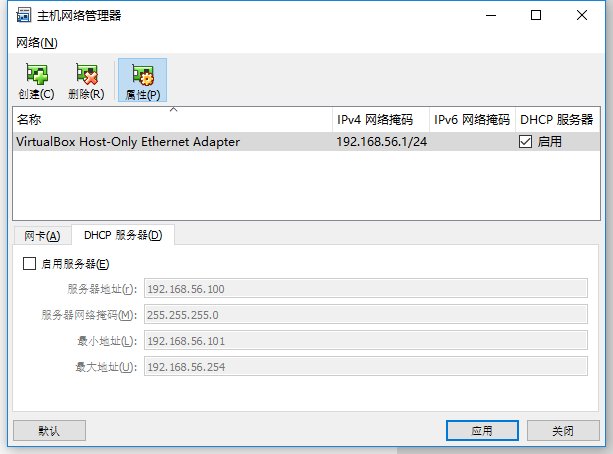 主机网络管理器
网络(N)
创建(C) 删除(R) 属性(P)
名称 IPv4 网络掩码 IPv6 网络掩码 DHCP 服务器
VirtualBox Host-Only Ethernet Adapter 192.168.56.1/24 启用
网卡(A) DHCP 服务器(D)
启用服务器(E)
服务器地址(r): 192.168.56.100
服务器网络掩码(M): 255.255.255.0
最小地址(L): 192.168.56.101
最大地址(U): 192.168.56.254
默认 应用 关闭